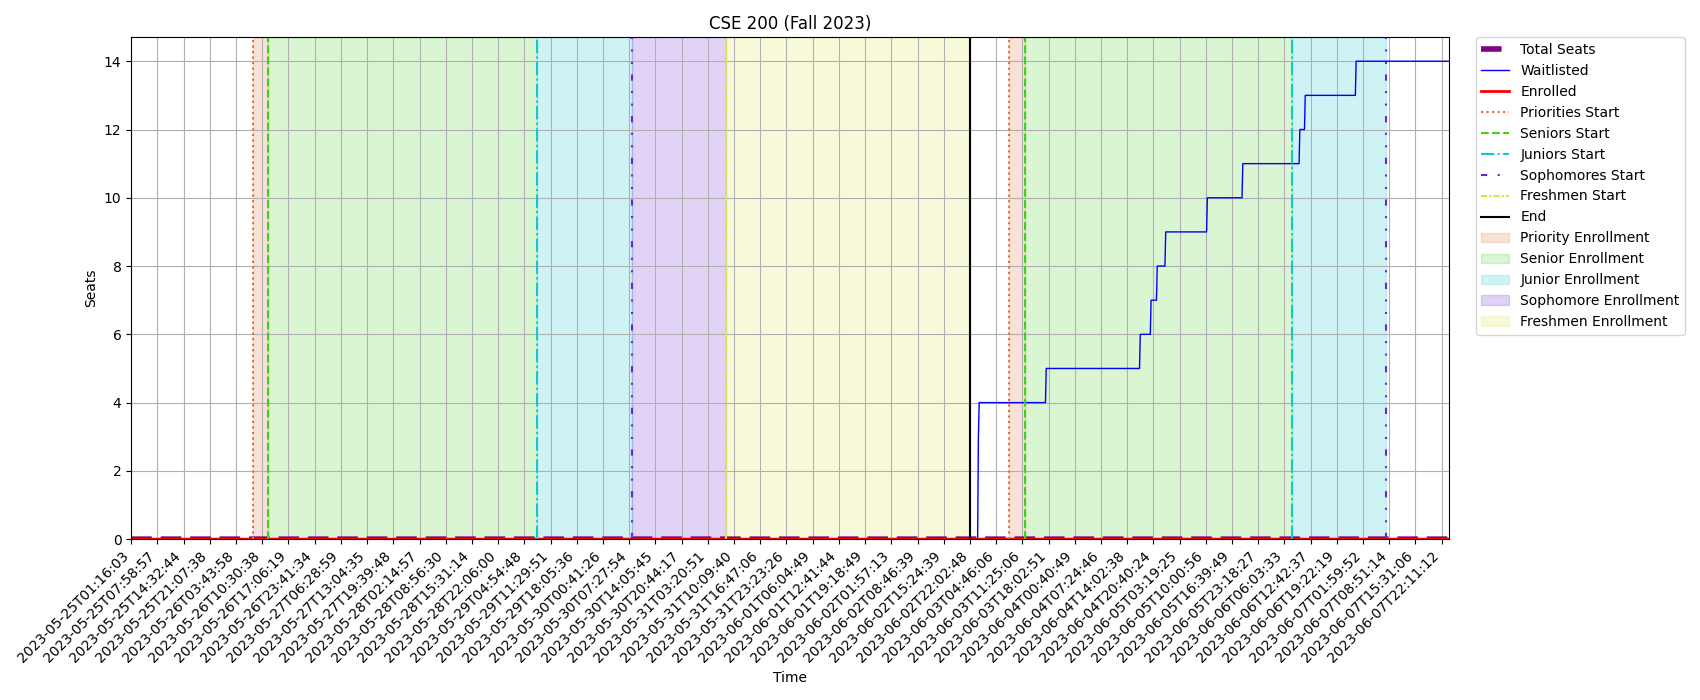 CSE 200 (Fall 2023)
Seats
14
12
10
8
6
4
2
0
2023-05-25T01:16:03
2023-05-25T07:58:57
2023-05-25T14:32:44
2023-05-25T21:07:38
2023-05-26T03:43:58
2023-05-26T10:30:38
2023-05-26T17:06:19
2023-05-26T23:41:34
2023-05-27T06:28:59
2023-05-27T13:04:35
2023-05-27T19:39:48
2023-05-28T02:14:57
2023-05-28T08:56:30
2023-05-28T15:31:14
2023-05-28T22:06:00
2023-05-29T04:54:48
2023-05-29T11:29:51
2023-05-29T18:05:36
2023-05-30T00:41:26
2023-05-30T07:27:54
2023-05-30T14:05:45
2023-05-30T20:44:17
2023-05-31T03:20:51
2023-05-31T10:09:40
2023-05-31T16:47:06
2023-05-31T23:23:26
2023-06-01T06:04:49
2023-06-01T12:41:44
2023-06-01T19:18:49
2023-06-02T01:57:13
2023-06-02T08:46:39
2023-06-02T15:24:39
2023-06-02T22:02:48
2023-06-03T04:46:06
2023-06-03T11:25:06
2023-06-03T18:02:51
2023-06-04T00:40:49
2023-06-04T07:24:46
2023-06-04T14:02:38
2023-06-04T20:40:24
2023-06-05T03:19:25
2023-06-05T10:00:56
2023-06-05T16:39:49
2023-06-05T23:18:27
2023-06-06T06:03:33
2023-06-06T12:42:37
2023-06-06T19:22:19
2023-06-07T01:59:52
2023-06-07T08:51:14
2023-06-07T15:31:06
2023-06-07T22:11:12
Time
Total Seats
Waitlisted
Enrolled
Priorities Start
Seniors Start
Juniors Start
Sophomores Start
Freshmen Start
End
Priority Enrollment
Senior Enrollment
Junior Enrollment
Sophomore Enrollment
Freshmen Enrollment